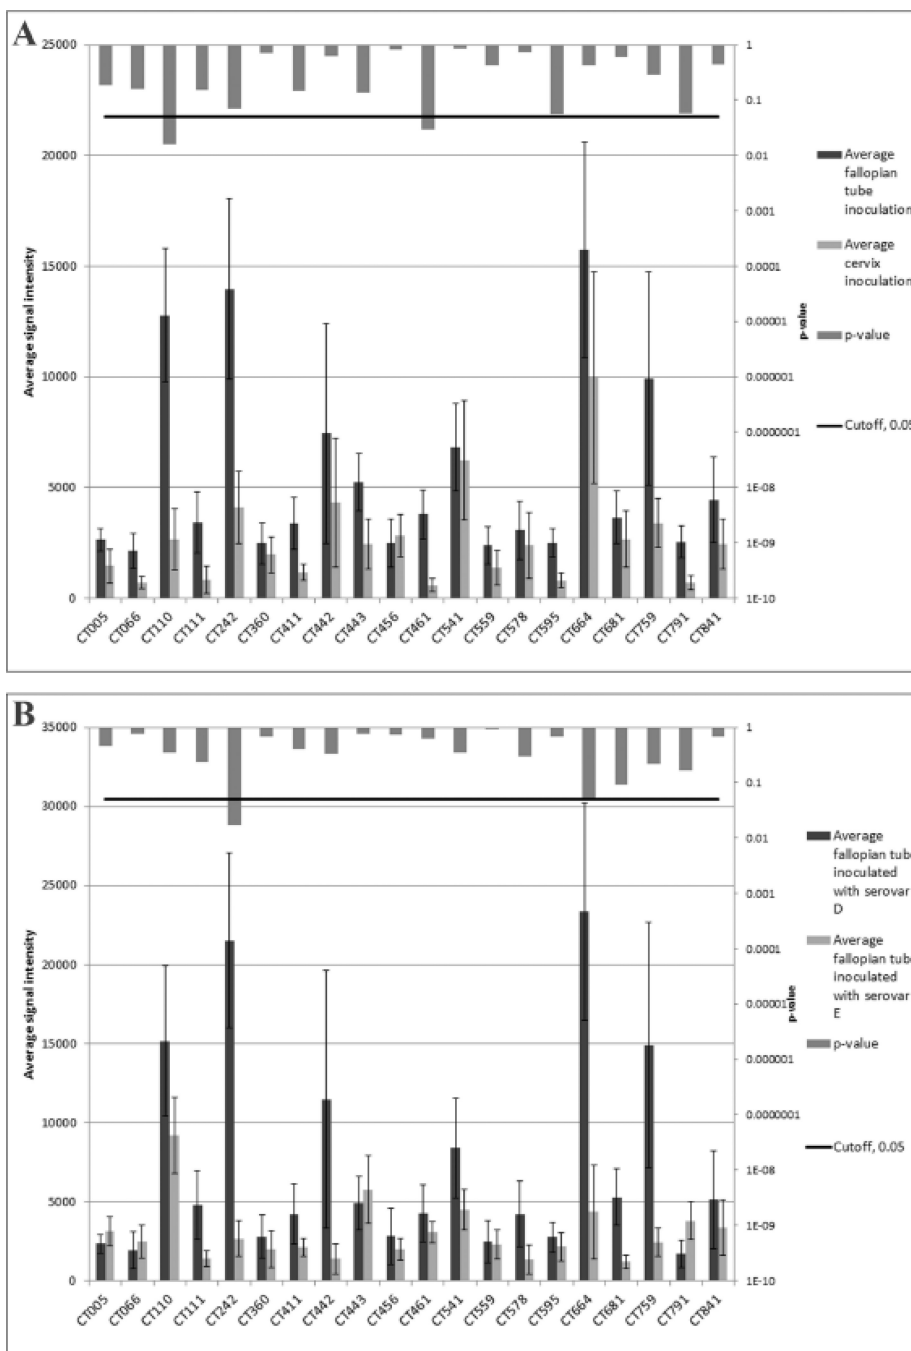 A
25000
20000
15000
10000
5000
0
Average signal intensity
1
0.1
0.01
0.001
0.0001
0.00001
0.000001
0.0000001
1E-08
1E-09
1E-10
p-value
CT005
CT066
CT110
CT111
CT242
CT360
CT411
CT442
CT443
CT456
CT461
CT541
CT559
CT578
CT595
CT664
CT681
CT759
CT791
CT841
Average
fallopian
tube
inoculation
Average
cervix
inoculation
p-value
Cutoff, 0.05
B
35000
30000
25000
20000
15000
10000
5000
0
Average signal intensity
1
0.1
0.01
0.001
0.0001
0.00001
0.000001
0.0000001
1E-08
1E-09
1E-10
p-value
CT005
CT066
CT110
CT111
CT242
CT360
CT411
CT442
CT443
CT456
CT461
CT541
CT559
CT578
CT595
CT664
CT681
CT759
CT791
CT841
Average
fallopian tube
inoculated
with serovar
D
Average
fallopian tube
inoculated
with serovar
E
p-value
Cutoff, 0.05